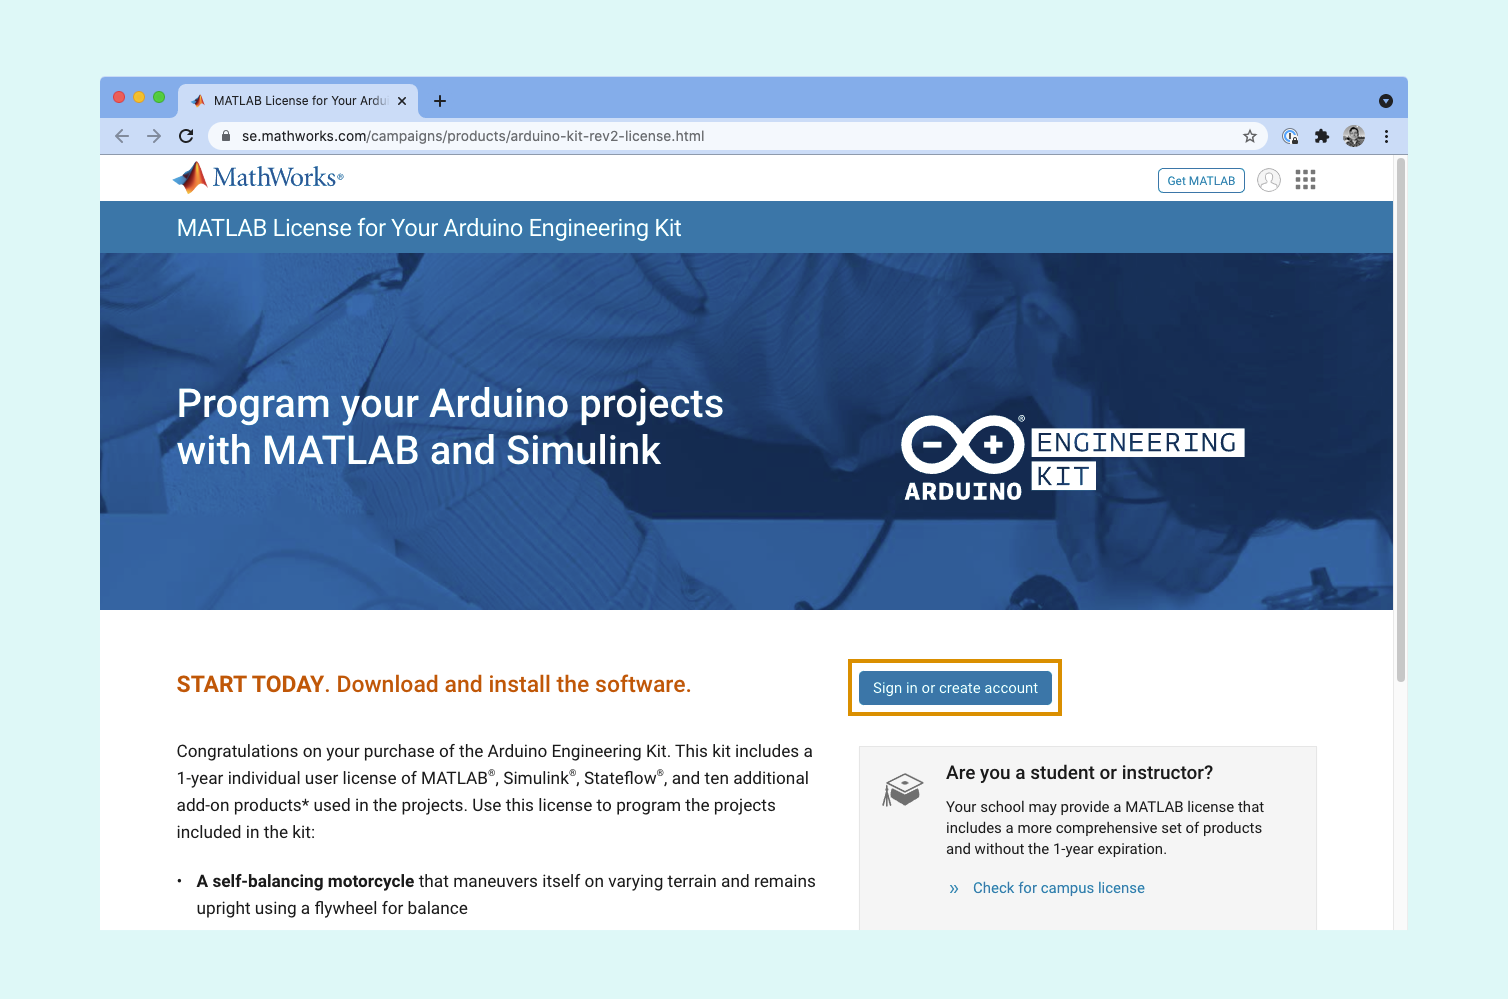 MATLAB License for Your Ardu
se.mathworks.com/campaigns/products/arduino-kit-rev2-license.html
MathWorks®
Get MATLAB
MATLAB License for Your Arduino Engineering Kit
Program your Arduino projects
with MATLAB and Simulink
ARDUINO®
ENGINEERING
KIT
START TODAY. Download and install the software.
Sign in or create account
Congratulations on your purchase of the Arduino Engineering Kit. This kit includes a
1-year individual user license of MATLAB®, Simulink®, Stateflow®, and ten additional
add-on products* used in the projects. Use this license to program the projects
included in the kit:
• A self-balancing motorcycle that maneuvers itself on varying terrain and remains
upright using a flywheel for balance
Are you a student or instructor?
Your school may provide a MATLAB license that
includes a more comprehensive set of products
and without the 1-year expiration.
» Check for campus license